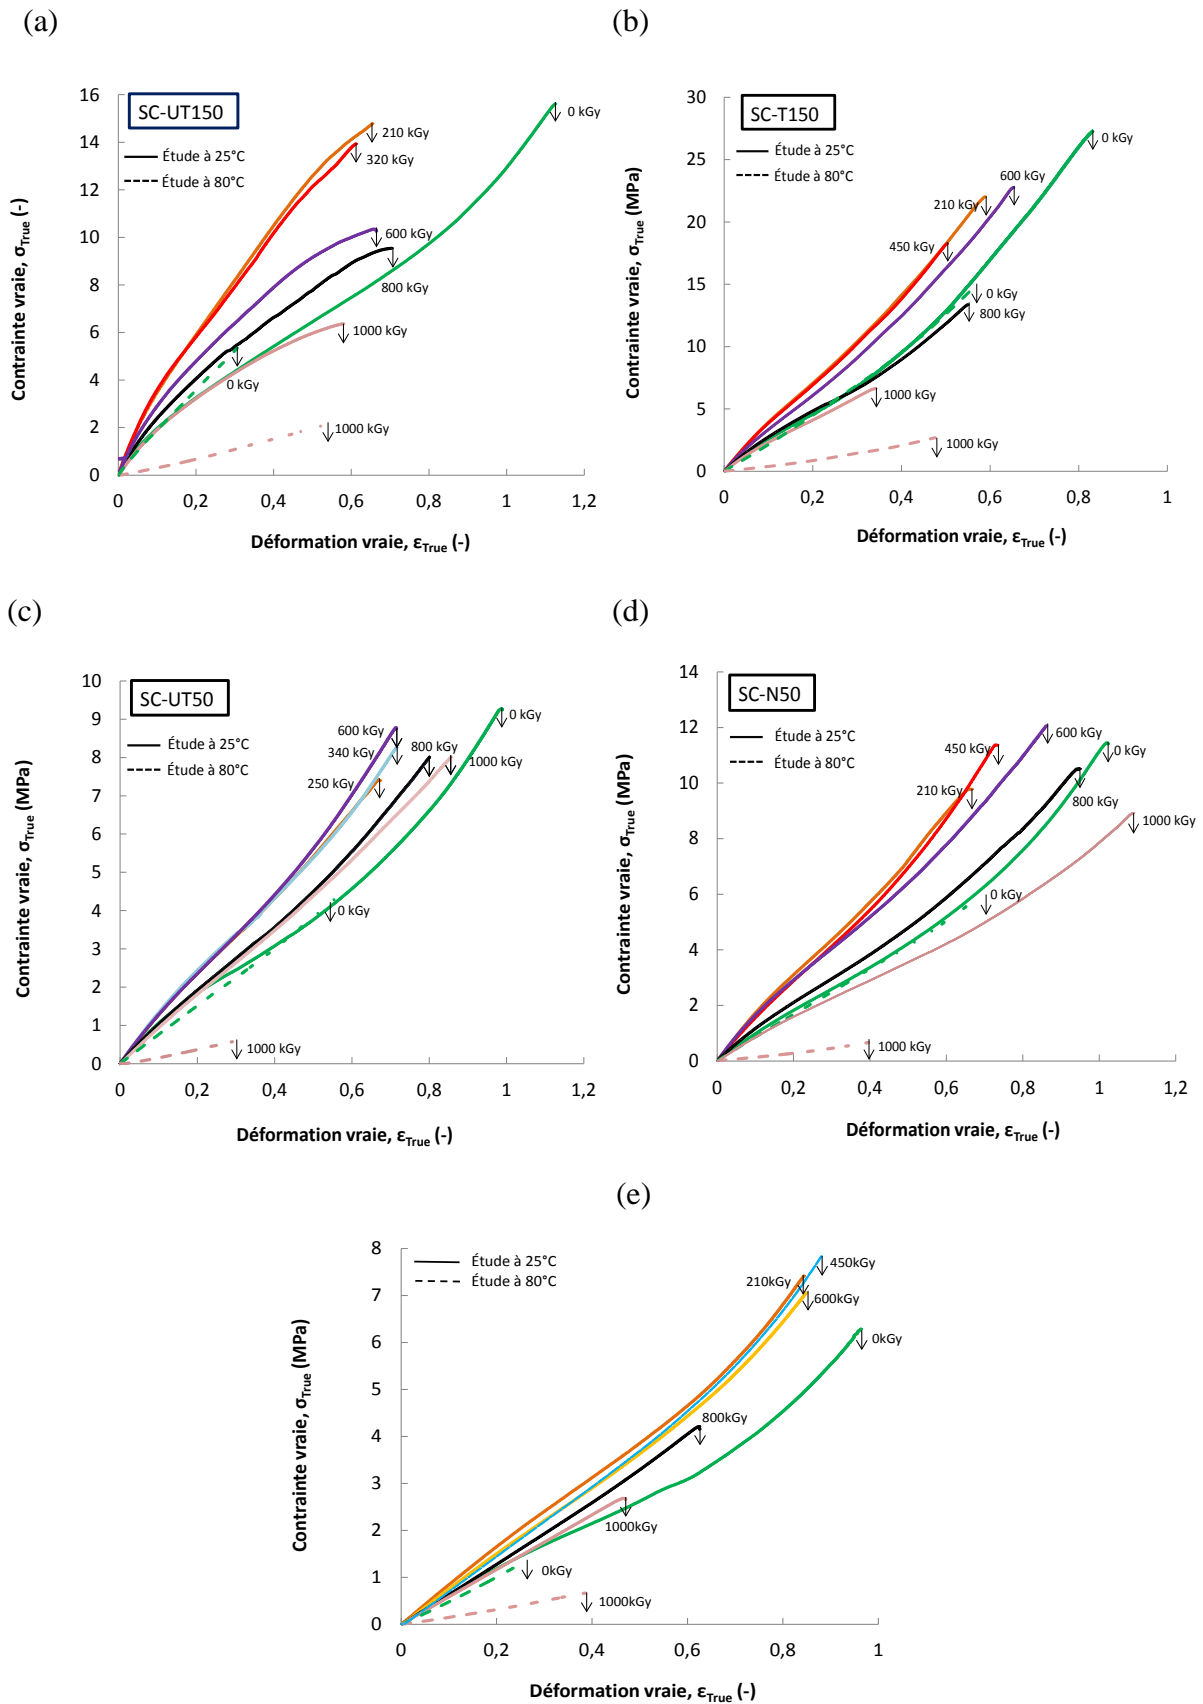 (a)
SC-UT150
Étude à 25°C
Étude à 80°C
Contrainte vraie, σTrue (-)
16
14
12
10
8
6
4
2
0
210 kGy
320 kGy
0 kGy
600 kGy
800 kGy
1000 kGy
0 kGy
1000 kGy
0
0,2
0,4
0,6
0,8
1
1,2
Déformation vraie, εTrue (-)
(b)
SC-T150
Étude à 25°C
Étude à 80°C
Contrainte vraie, σTrue (MPa)
30
25
20
15
10
5
0
0 kGy
600 kGy
210 kGy
450 kGy
0 kGy
800 kGy
1000 kGy
1000 kGy
0
0,2
0,4
0,6
0,8
1
Déformation vraie, εTrue (-)
(c)
SC-UT50
Étude à 25°C
Étude à 80°C
Contrainte vraie, σTrue (MPa)
10
9
8
7
6
5
4
3
2
1
0
600 kGy
340 kGy
250 kGy
800 kGy
1000 kGy
0 kGy
0 kGy
1000 kGy
0
0,2
0,4
0,6
0,8
1
1,2
Déformation vraie, εTrue (-)
(d)
SC-N50
Étude à 25°C
Étude à 80°C
Contrainte vraie, σTrue (MPa)
14
12
10
8
6
4
2
0
450 kGy
210 kGy
600 kGy
0 kGy
800 kGy
1000 kGy
0 kGy
1000 kGy
0
0,2
0,4
0,6
0,8
1
1,2
Déformation vraie, εTrue (-)
(e)
Étude à 25°C
Étude à 80°C
Contrainte vraie, σTrue (MPa)
8
7
6
5
4
3
2
1
0
450kGy
210kGy
600kGy
0kGy
800kGy
1000kGy
0kGy
1000kGy
0
0,2
0,4
0,6
0,8
1
Déformation vraie, εTrue (-)